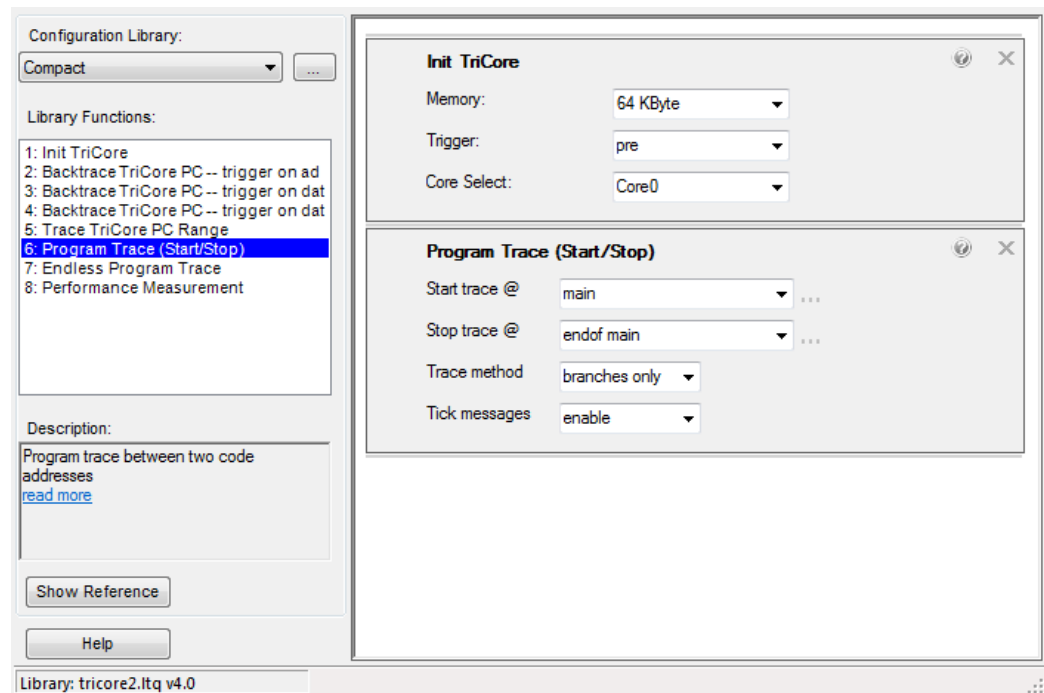 Configuration Library:
Compact
...
Library Functions:
1: Init TriCore
2: Backtrace TriCore PC -- trigger on ad
3: Backtrace TriCore PC -- trigger on dat
4: Backtrace TriCore PC -- trigger on dat
5: Trace TriCore PC Range
6: Program Trace (Start/Stop)
7: Endless Program Trace
8: Performance Measurement
Description:
Program trace between two code
addresses
read more
Show Reference
Help
Library: tricore2.ltq v4.0
Init TriCore
Memory: 64 KByte
Trigger: pre
Core Select: Core0
Program Trace (Start/Stop)
Start trace @ main ...
Stop trace @ endof main ...
Trace method branches only
Tick messages enable